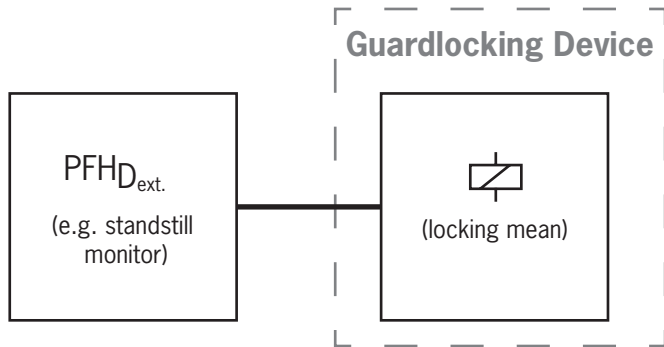 Guardlocking Device
PFHDext.
(e.g. standstill
monitor)
(locking mean)